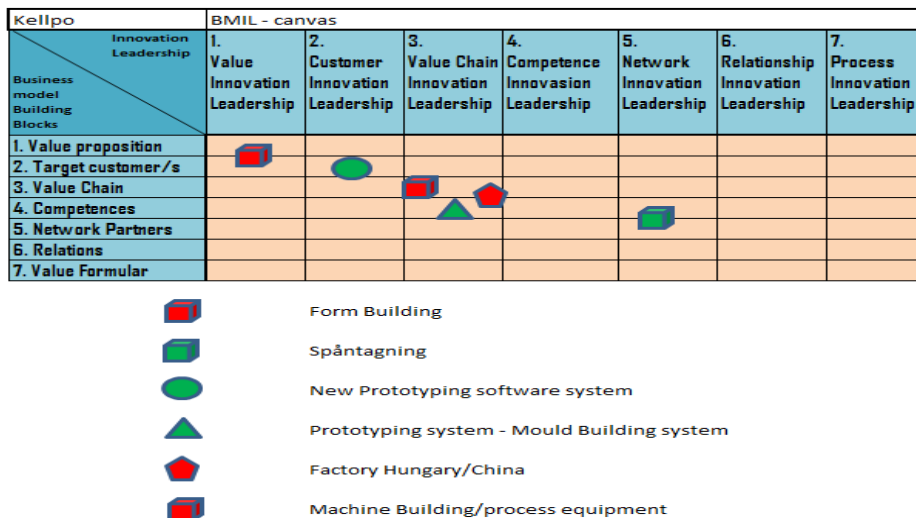 Kellpo BMIL - canvas
Innovation Leadership
Business model Building Blocks
1. Value Innovation Leadership
2. Customer Innovation Leadership
3. Value Chain Innovation Leadership
4. Competence Innovasion Leadership
5. Network Innovation Leadership
6. Relationship Innovation Leadership
7. Process Innovation Leadership
1. Value proposition
2. Target customer/s
3. Value Chain
4. Competences
5. Network Partners
6. Relations
7. Value Formular
Form Building
Spåntagning
New Prototyping software system
Prototyping system - Mould Building system
Factory Hungary/China
Machine Building/process equipment